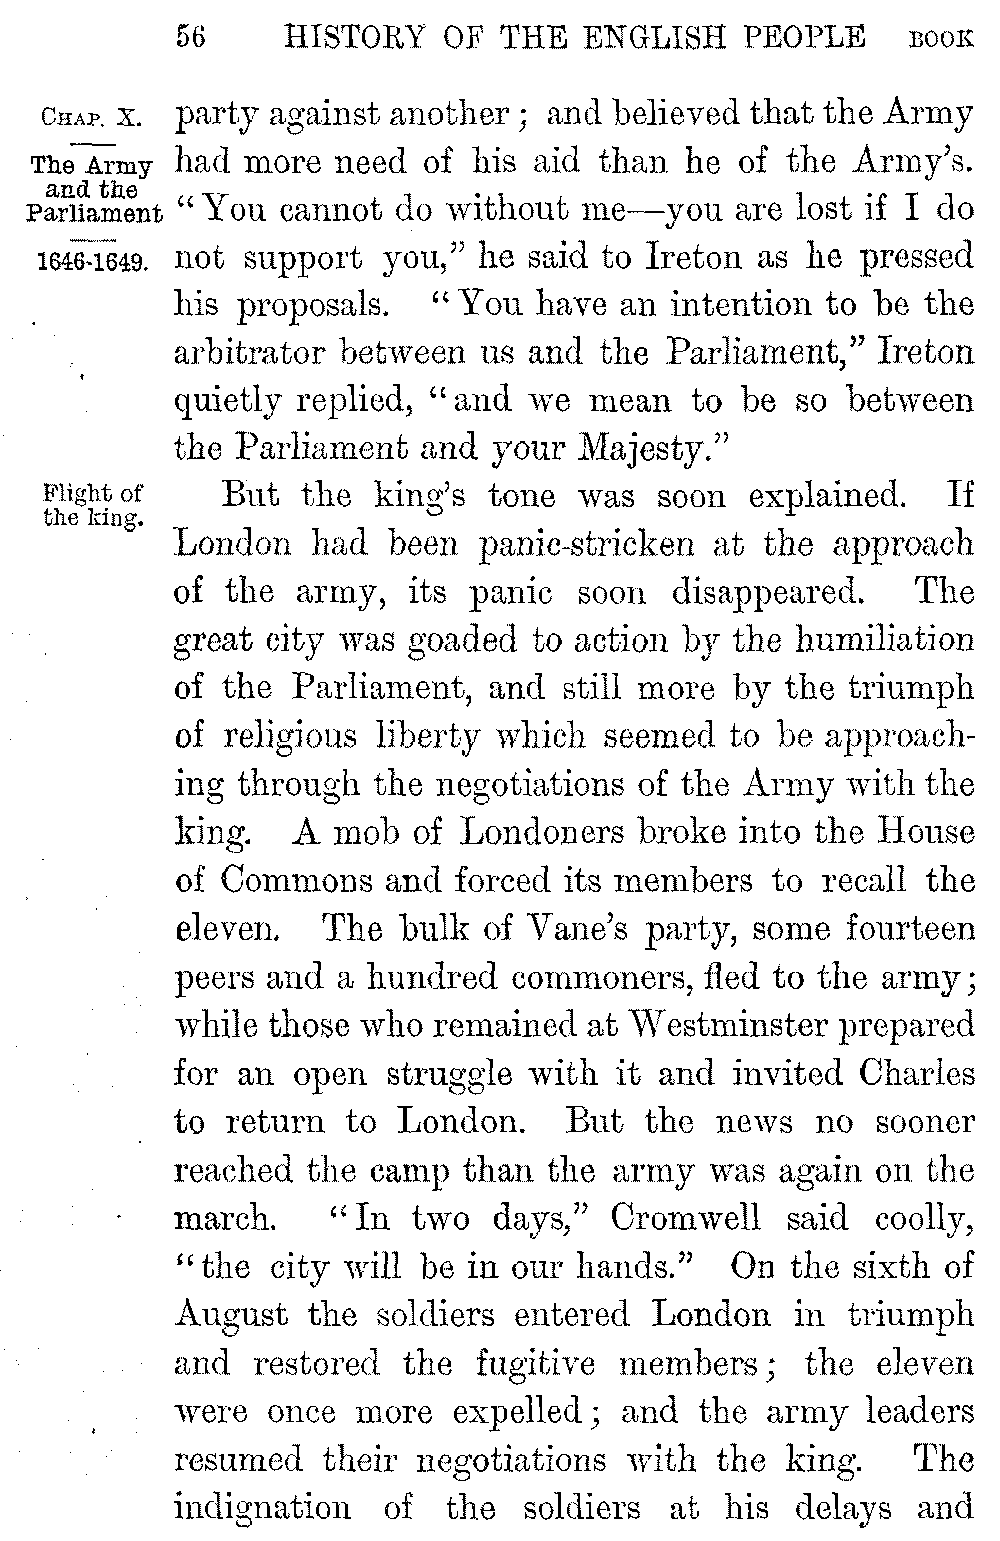 56 HISTORY OF THE ENGLISH PEOPLE BOOK
CHAP. X.
The Army
and the
Parliament
1646-1649.
party against another; and believed that the Army
had more need of his aid than he of the Army's.
"You cannot do without me—you are lost if I do
not support you," he said to Ireton as he pressed
his proposals. "You have an intention to be the
arbitrator between us and the Parliament," Ireton
quietly replied, "and we mean to be so between
the Parliament and your Majesty."
Flight of
the king.
But the king's tone was soon explained. If
London had been panic-stricken at the approach
of the army, its panic soon disappeared. The
great city was goaded to action by the humiliation
of the Parliament, and still more by the triumph
of religious liberty which seemed to be approach-
ing through the negotiations of the Army with the
king. A mob of Londoners broke into the House
of Commons and forced its members to recall the
eleven. The bulk of Vane's party, some fourteen
peers and a hundred commoners, fled to the army;
while those who remained at Westminster prepared
for an open struggle with it and invited Charles
to return to London. But the news no sooner
reached the camp than the army was again on the
march. "In two days," Cromwell said coolly,
"the city will be in our hands." On the sixth of
August the soldiers entered London in triumph
and restored the fugitive members; the eleven
were once more expelled; and the army leaders
resumed their negotiations with the king. The
indignation of the soldiers at his delays and